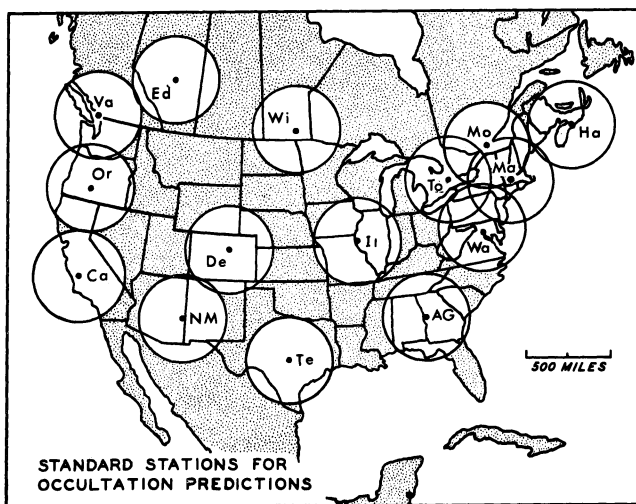 Ed
Va
Wi
Mo
Ha
Or
To
Ma
De
Il
Wa
Ca
NM
AG
Te
500 MILES
STANDARD STATIONS FOR
OCCULTATION PREDICTIONS